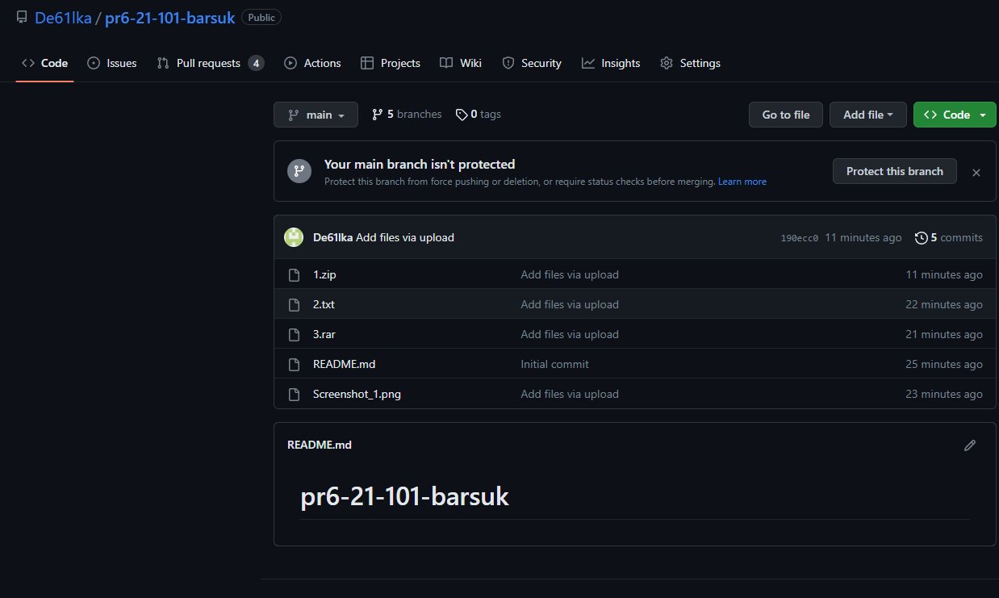 De61lka / pr6-21-101-barsuk Public
Code Issues Pull requests 4 Actions Projects Wiki Security Insights Settings
main 5 branches 0 tags Go to file Add file Code
Your main branch isn't protected
Protect this branch from force pushing or deletion, or require status checks before merging. Learn more
Protect this branch
De61lka Add files via upload 190ecc0 11 minutes ago 5 commits
1.zip Add files via upload 11 minutes ago
2.txt Add files via upload 22 minutes ago
3.rar Add files via upload 21 minutes ago
README.md Initial commit 25 minutes ago
Screenshot_1.png Add files via upload 23 minutes ago
README.md
pr6-21-101-barsuk